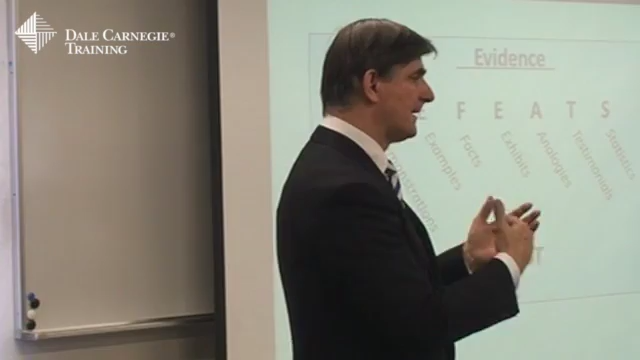 DALE CARNEGIE®
TRAINING
Evidence
F E A T S
Examples
Facts
Exhibits
Analogies
Testimonials
Statistics